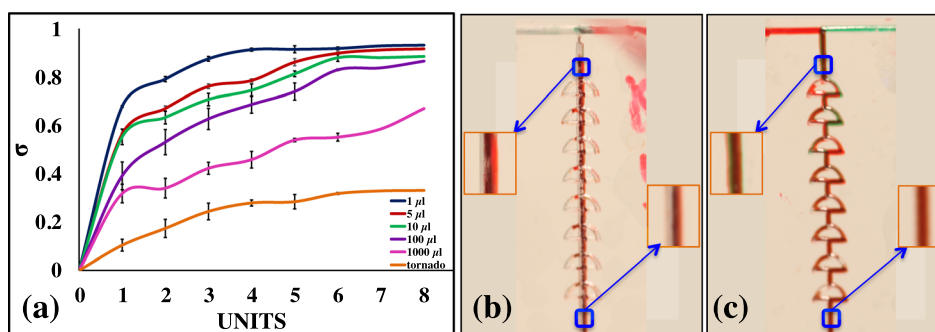 1
0.8
0.6
0.4
0.2
0
σ
0 1 2 3 4 5 6 7 8
UNITS
1 µl
5 µl
10 µl
100 µl
1000 µl
tornado
(a)
(b)
(c)